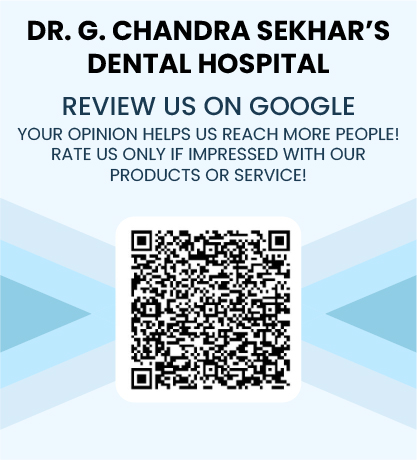 DR. G. CHANDRA SEKHAR'S
DENTAL HOSPITAL
REVIEW US ON GOOGLE
YOUR OPINION HELPS US REACH MORE PEOPLE!
RATE US ONLY IF IMPRESSED WITH OUR
PRODUCTS OR SERVICE!